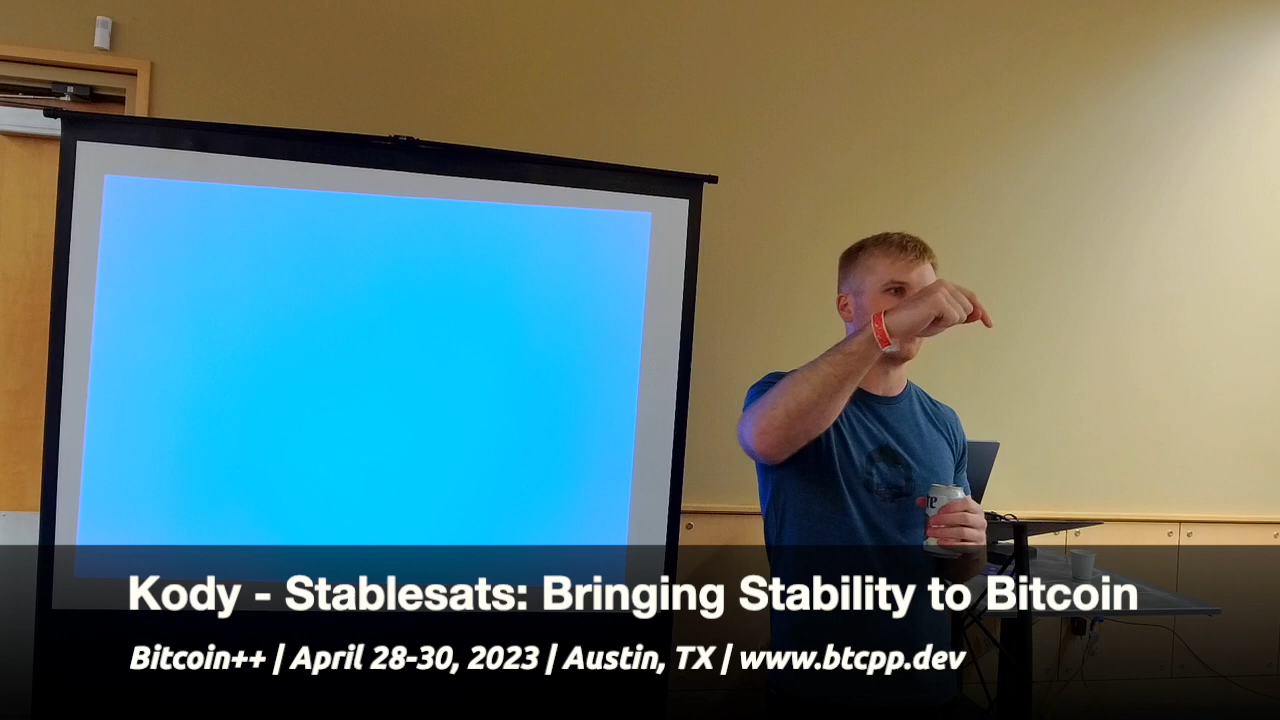 Kody - Stablesats: Bringing Stability to Bitcoin
Bitcoin++ | April 28-30, 2023 | Austin, TX | www.btcpp.dev